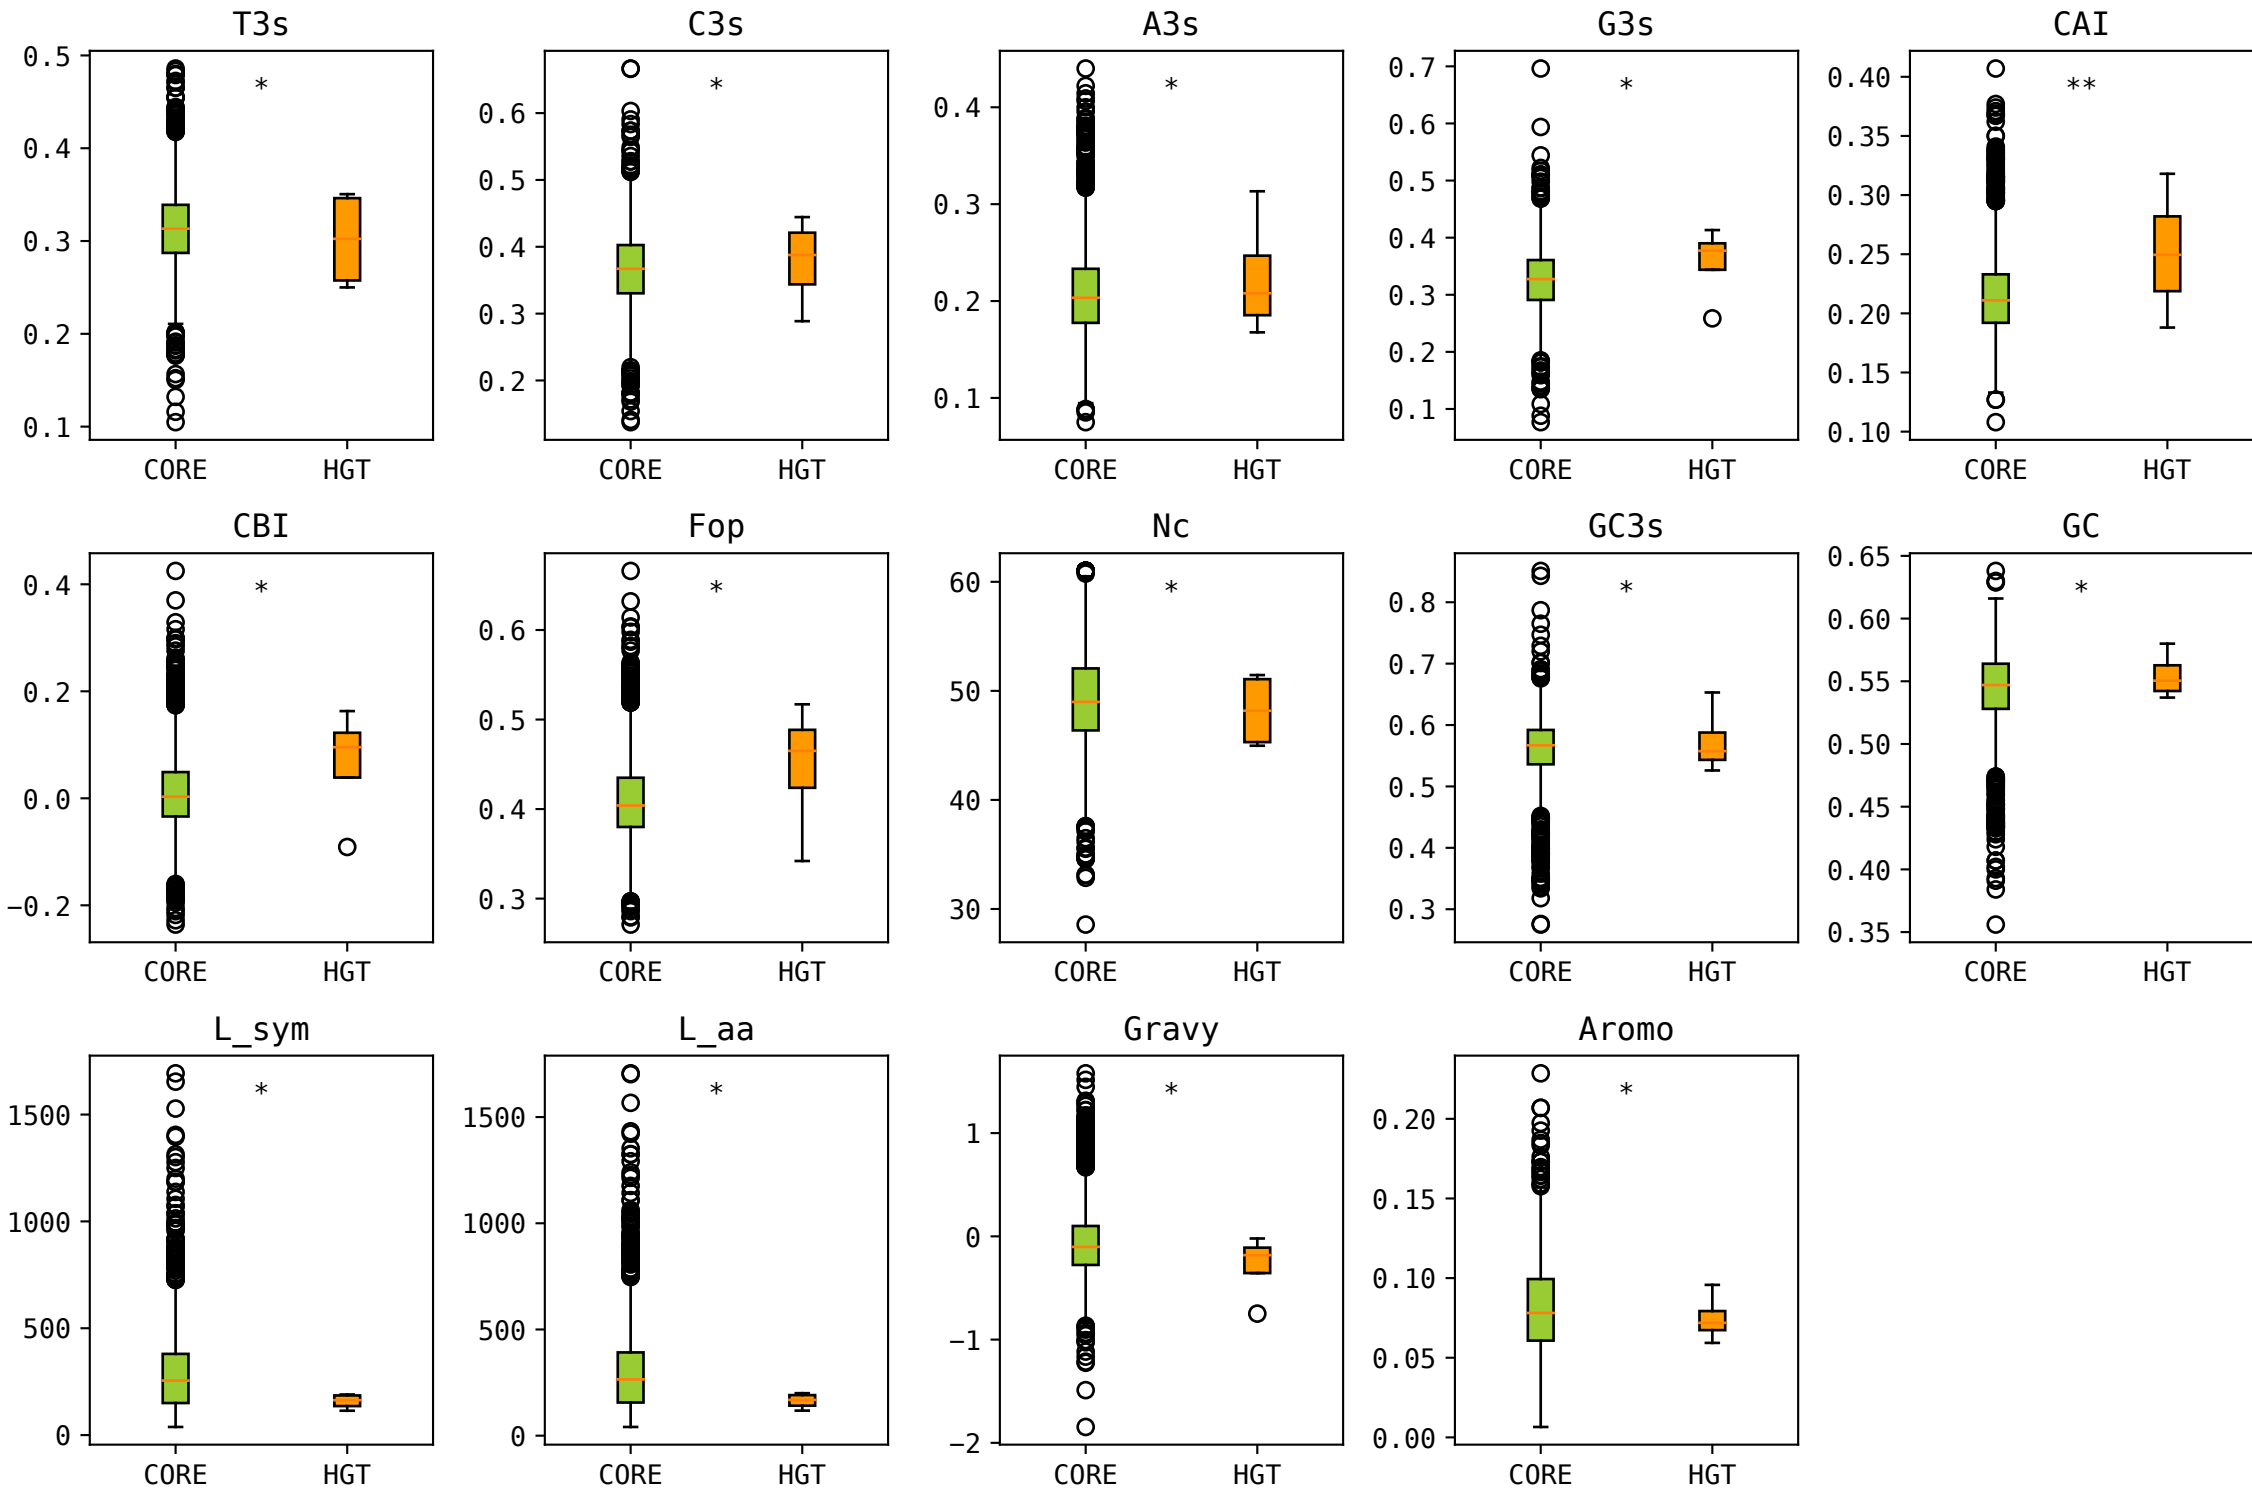 T3s C3s A3s G3s CAI
* * * * **
0.5 0.4 0.3 0.2 0.1
0.6 0.5 0.4 0.3 0.2
0.4 0.3 0.2 0.1
0.7 0.6 0.5 0.4 0.3 0.2 0.1
0.40 0.35 0.30 0.25 0.20 0.15 0.10
CORE HGT CORE HGT CORE HGT CORE HGT CORE HGT
CBI Fop Nc GC3s GC
* * * * *
0.4 0.2 0.0 −0.2
0.6 0.5 0.4 0.3
60 50 40 30
0.8 0.7 0.6 0.5 0.4 0.3
0.65 0.60 0.55 0.50 0.45 0.40 0.35
CORE HGT CORE HGT CORE HGT CORE HGT CORE HGT
L_sym L_aa Gravy Aromo
* * * *
1500 1000 500 0
1500 1000 500 0
1 0 −1 −2
0.20 0.15 0.10 0.05 0.00
CORE HGT CORE HGT CORE HGT CORE HGT